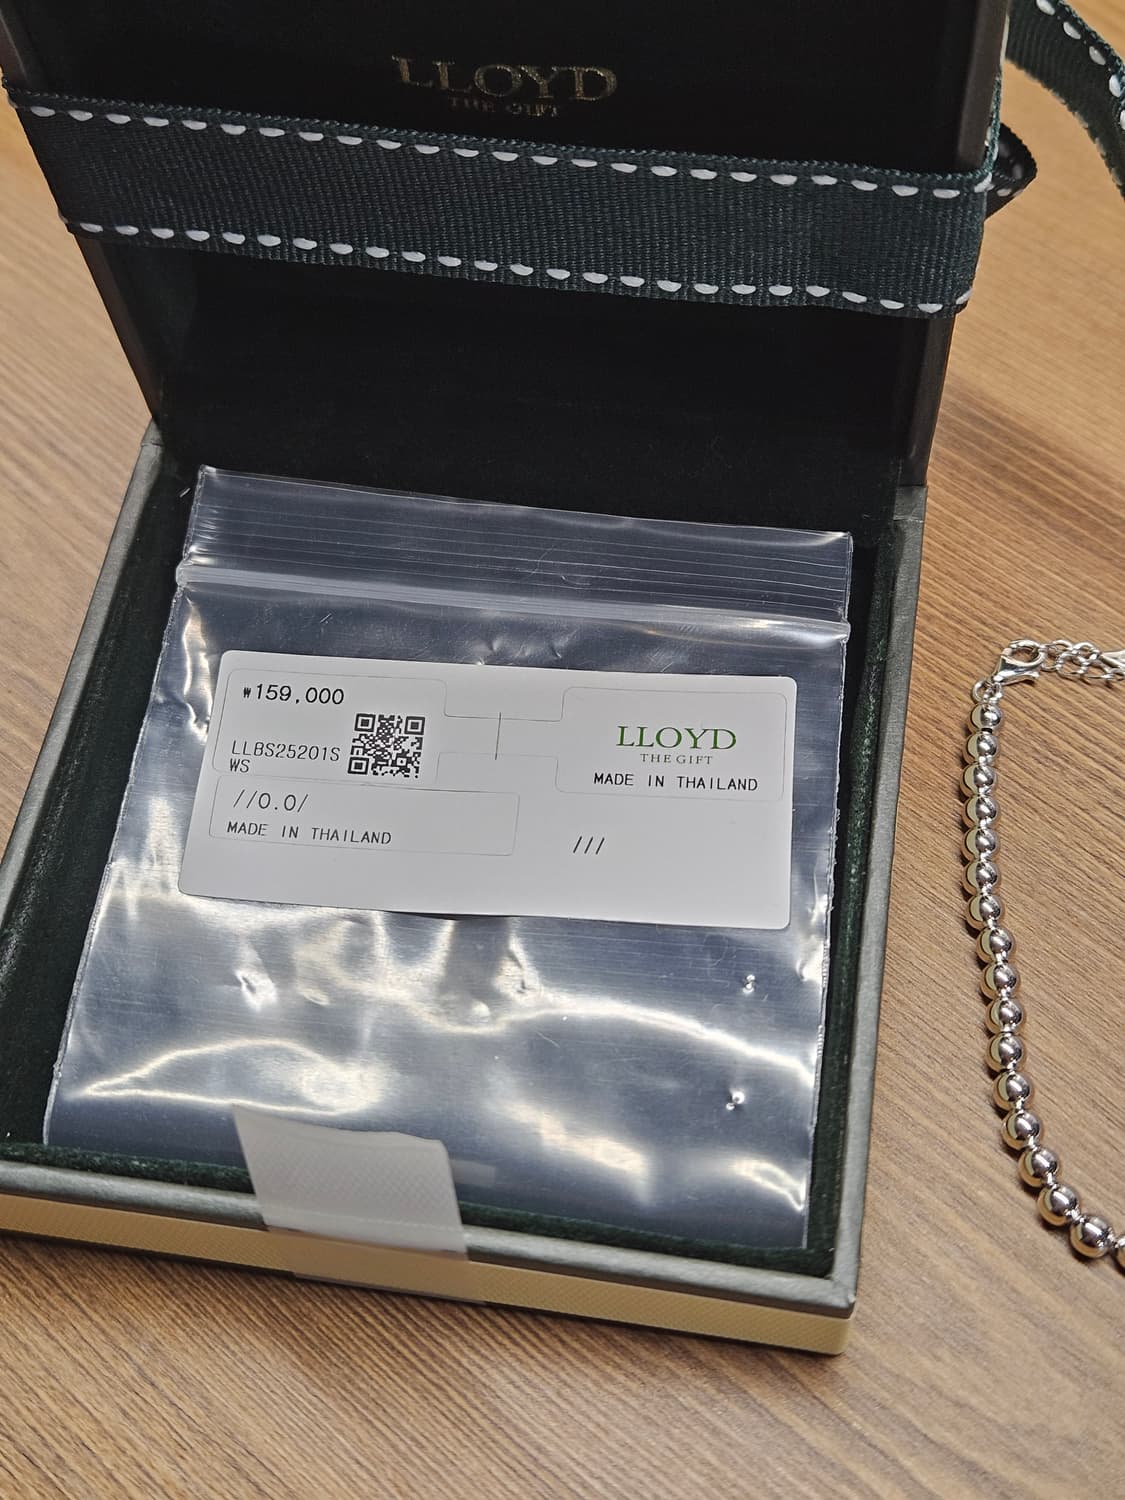 LLOYD
THE GIFT
₩159,000
LLBS25201S
WS
//0.0/
MADE IN THAILAND
LLOYD
THE GIFT
MADE IN THAILAND
///